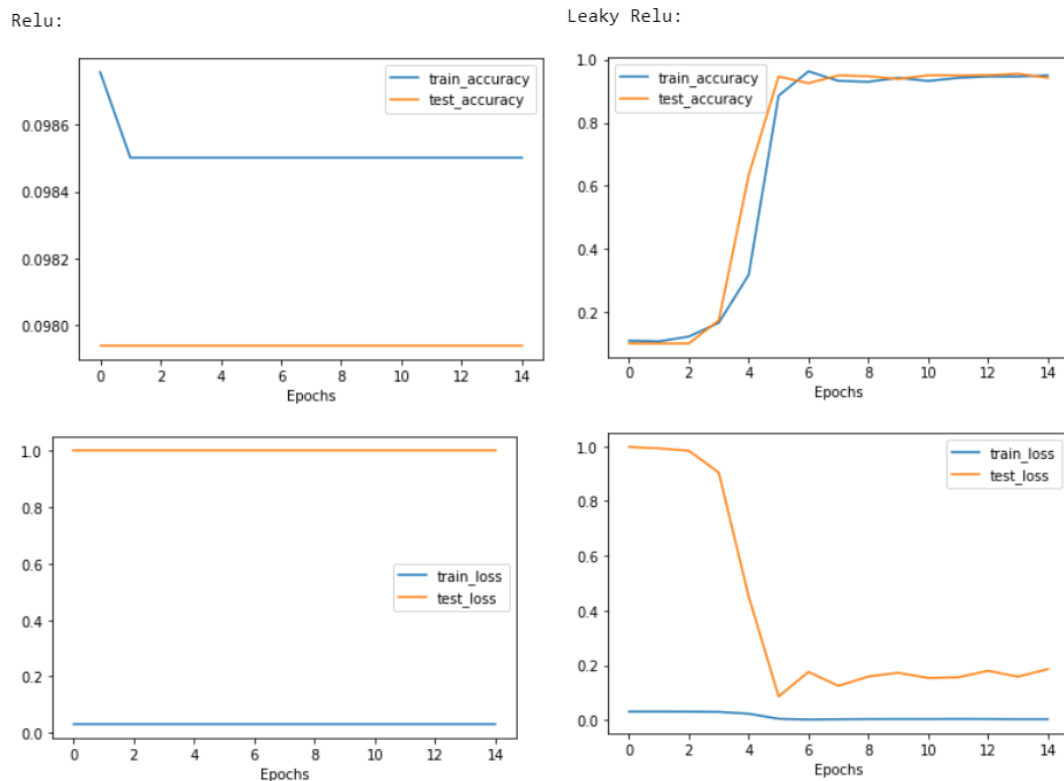 Relu:
Leaky Relu:
train_accuracy
test_accuracy
0.0986
0.0984
0.0982
0.0980
0 2 4 6 8 10 12 14
Epochs
train_accuracy
test_accuracy
1.0
0.8
0.6
0.4
0.2
0 2 4 6 8 10 12 14
Epochs
1.0
0.8
0.6
0.4
0.2
0.0
train_loss
test_loss
0 2 4 6 8 10 12 14
Epochs
train_loss
test_loss
1.0
0.8
0.6
0.4
0.2
0.0
0 2 4 6 8 10 12 14
Epochs